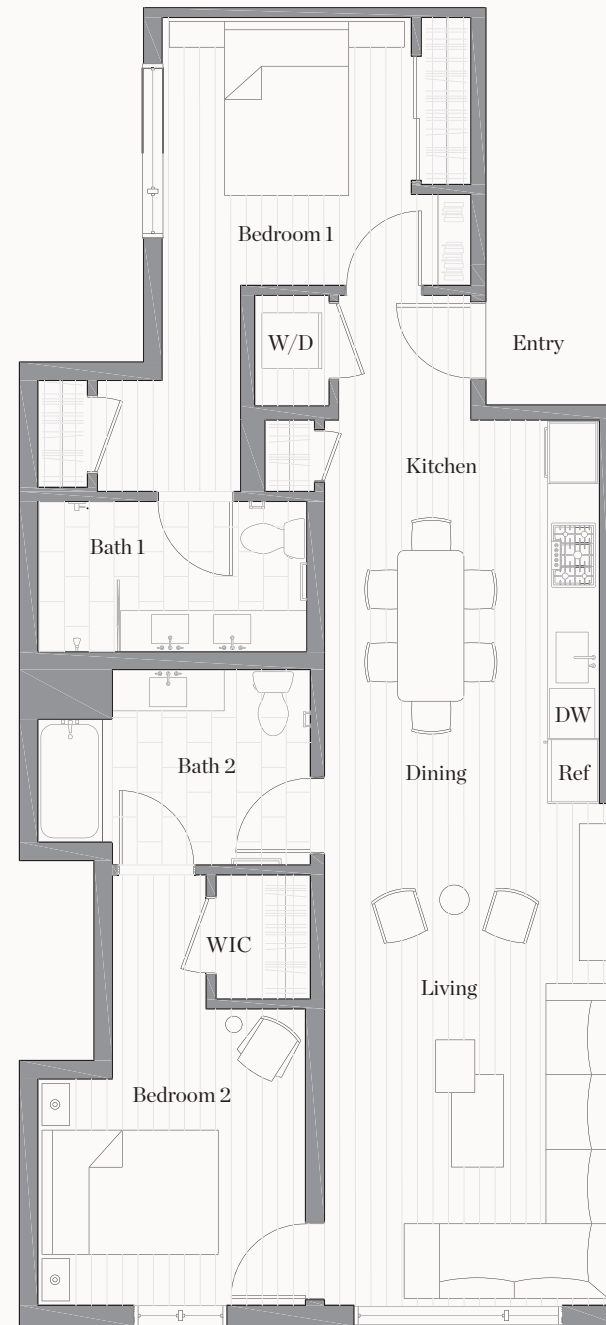 Bedroom 1
W/D
Entry
Kitchen
Bath 1
DW
Bath 2
Dining
Ref
WIC
Living
Bedroom 2